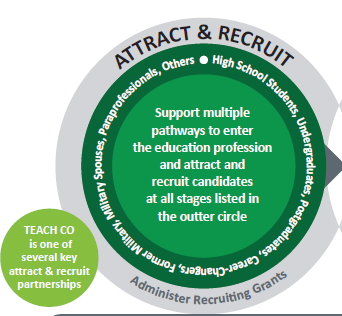 ATTRACT & RECRUIT
High School Students, Undergraduates, Postgraduates, Career-Changers, Former Military, Military Spouses, Paraprofessionals, Others
Support multiple
pathways to enter
the education profession
and attract and
recruit candidates
at all stages listed in
the outter circle
TEACH CO
is one of
several key
attract & recruit
partnerships
Administer Recruiting Grants